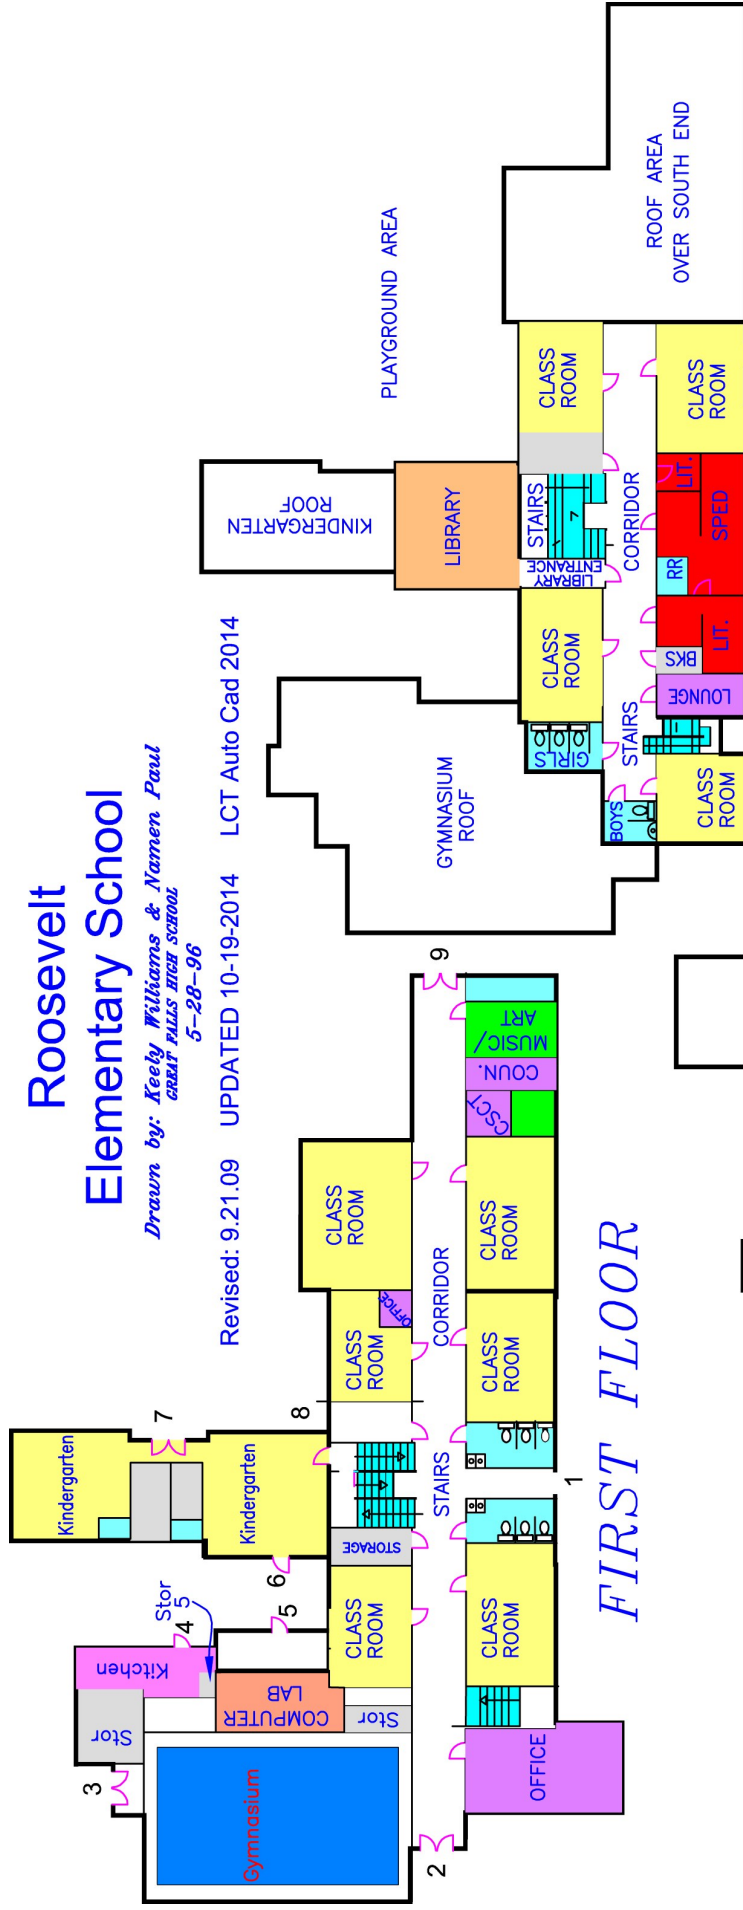 Roosevelt
Elementary School
Drawn by: Keely Williams & Namen Paul
GREAT FALLS HIGH SCHOOL
5-28-96
Revised: 9.21.09 UPDATED 10-19-2014 LCT Auto Cad 2014
Gymnasium
Stor
Kitchen
Stor
5
COMPUTER
LAB
Stor
Kindergarten
Kindergarten
CLASS
ROOM
STORAGE
STAIRS
CLASS
ROOM
OFFICE
CLASS
ROOM
CORRIDOR
OFFICE
CLASS
ROOM
CLASS
ROOM
CLASS
ROOM
CSCT
COUN.
MUSIC/
ART
1
2
3
4
5
6
7
8
9
FIRST FLOOR
GYMNASIUM
ROOF
KINDERGARTEN
ROOF
LIBRARY
PLAYGROUND AREA
GIRLS
CLASS
ROOM
LIBRARY
ENTRANCE
STAIRS
CLASS
ROOM
BOYS
STAIRS
CORRIDOR
CLASS
ROOM
LOUNGE
BKS
LIT.
RR
SPED
LIT.
CLASS
ROOM
ROOF AREA
OVER SOUTH END